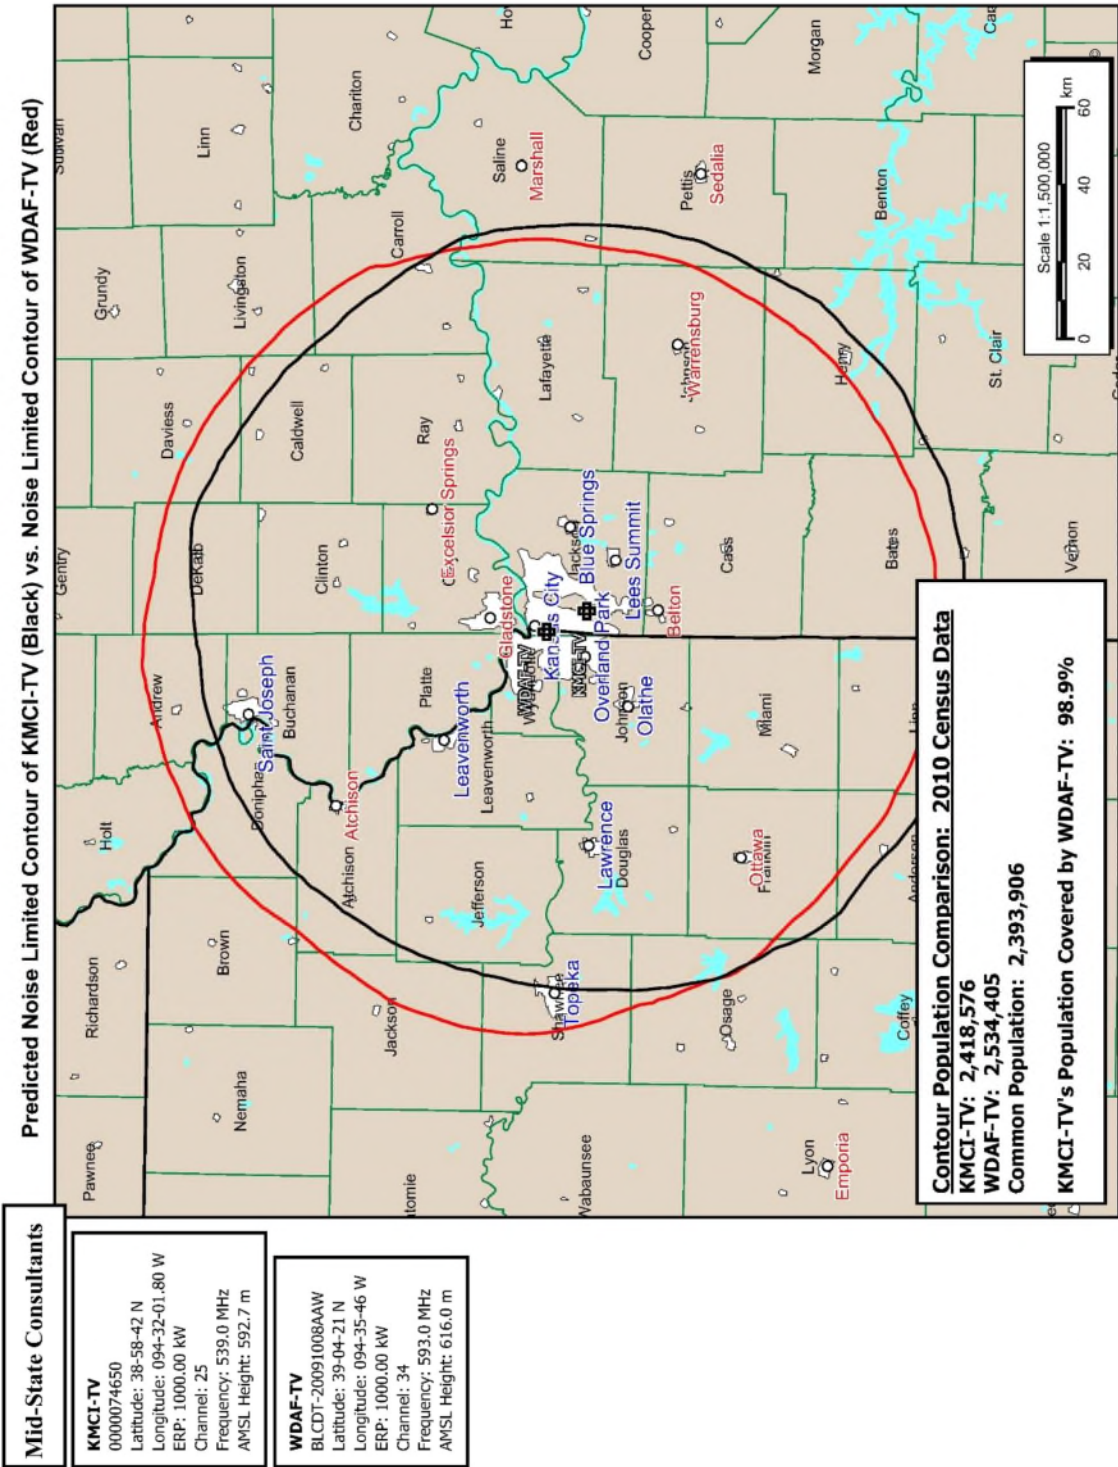 Predicted Noise Limited Contour of KMCI-TV (Black) vs. Noise Limited Contour of WDAF-TV (Red)
Mid-State Consultants
KMCI-TV
0000074650
Latitude: 38-58-42 N
Longitude: 094-32-01.80 W
ERP: 1000.00 kW
Channel: 25
Frequency: 539.0 MHz
AMSL Height: 592.7 m
WDAF-TV
BLCDT-20091008AAW
Latitude: 39-04-21 N
Longitude: 094-35-46 W
ERP: 1000.00 kW
Channel: 34
Frequency: 593.0 MHz
AMSL Height: 616.0 m
Pawnee
Richardson
Holt
Gentry
Grundy
Sullivan
Nemaha
Brown
Andrew
DeKalb
Daviess
Livingston
Linn
Doniphan
Saint Joseph
Buchanan
Clinton
Caldwell
Chariton
Jackson
Atchison
Atchison
Platte
Ray
Carroll
Jefferson
Leavenworth
Leavenworth
Excelsior Springs
Gladstone
Saline
Marshall
Wabaunsee
Shawnee
Topeka
WDAF-TV
Kansas City
Lafayette
Lawrence
Douglas
KMCI-TV
Overland Park
Blue Springs
Johnson
Olathe
Lees Summit
Cooper
Belton
Warrensburg
Pettis
Sedalia
Osage
Ottawa
Miami
Cass
Morgan
Lyon
Emporia
Henry
Benton
Coffey
Anderson
Linn
Bates
St. Clair
Vernon
Scale 1:1,500,000
0 20 40 60 km
Contour Population Comparison: 2010 Census Data
KMCI-TV: 2,418,576
WDAF-TV: 2,534,405
Common Population: 2,393,906
KMCI-TV's Population Covered by WDAF-TV: 98.9%